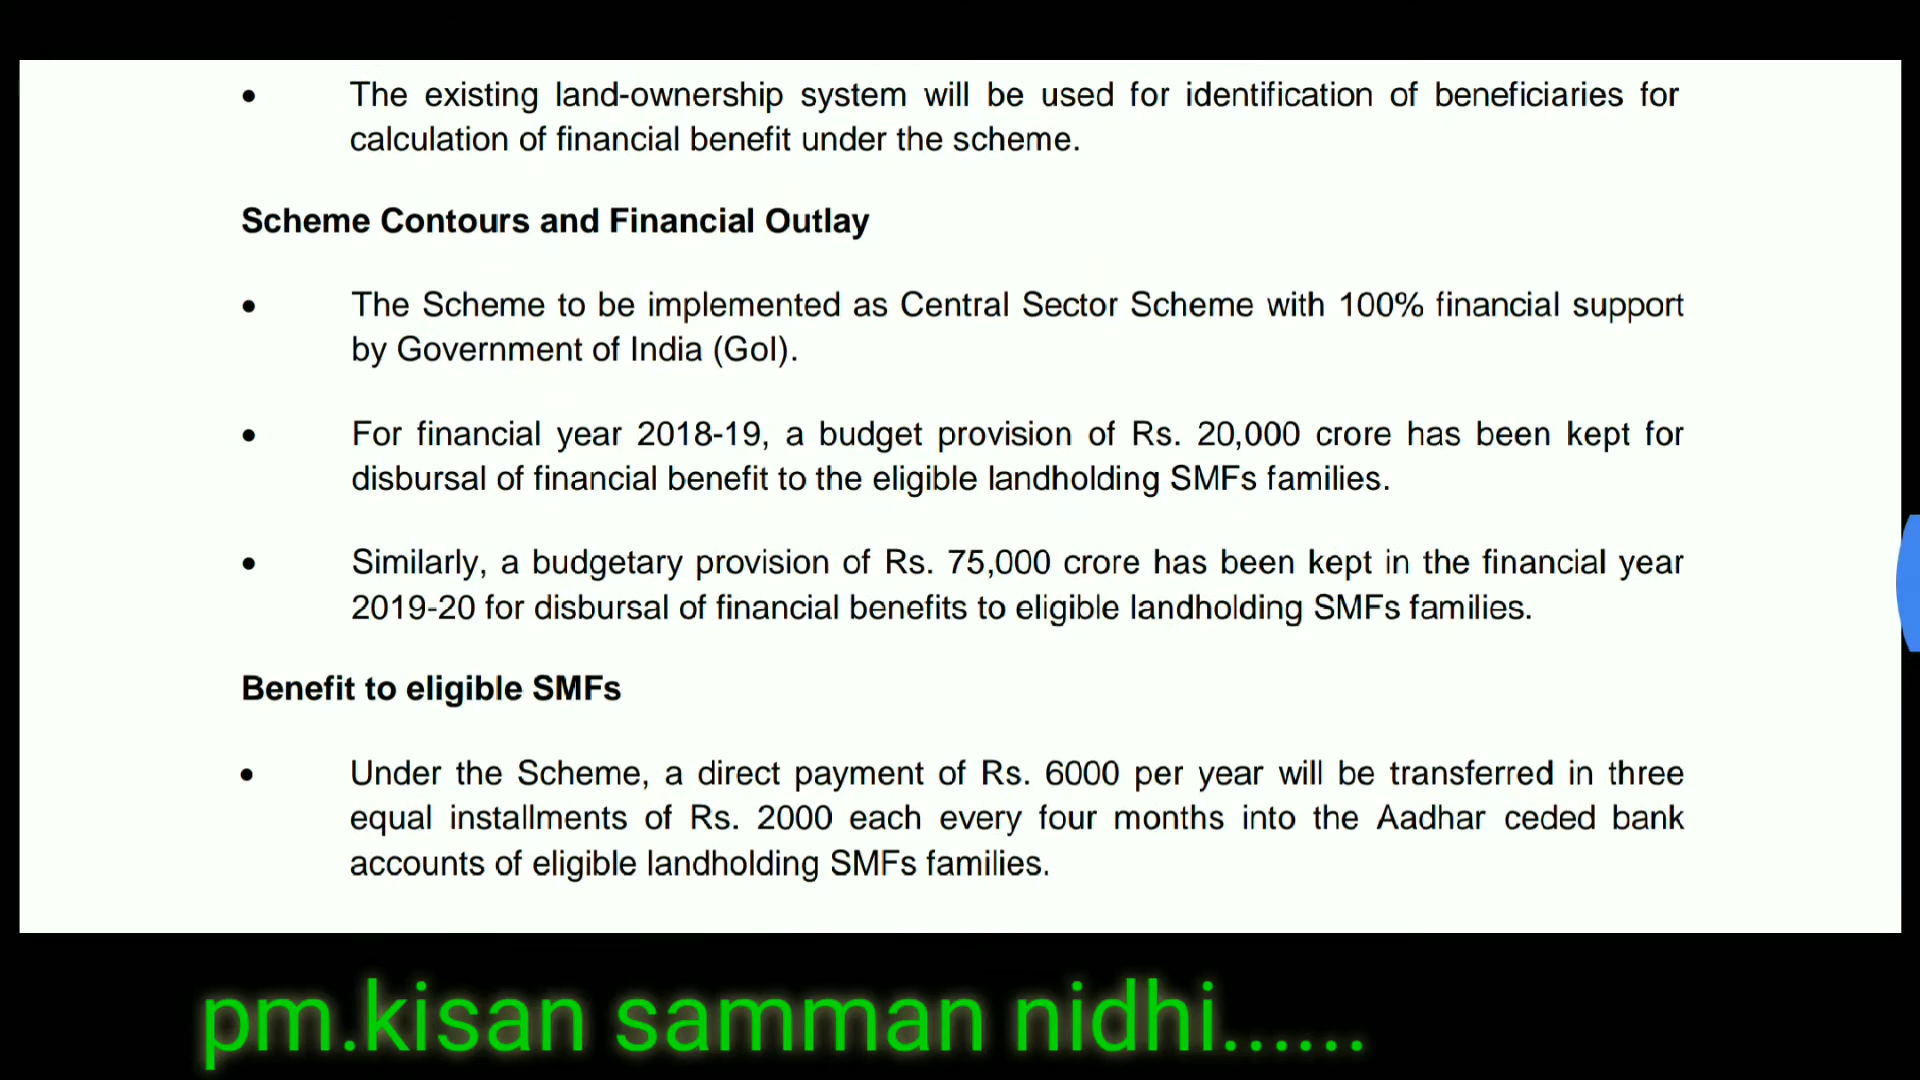 • The existing land-ownership system will be used for identification of beneficiaries for
calculation of financial benefit under the scheme.
Scheme Contours and Financial Outlay
• The Scheme to be implemented as Central Sector Scheme with 100% financial support
by Government of India (GoI).
• For financial year 2018-19, a budget provision of Rs. 20,000 crore has been kept for
disbursal of financial benefit to the eligible landholding SMFs families.
• Similarly, a budgetary provision of Rs. 75,000 crore has been kept in the financial year
2019-20 for disbursal of financial benefits to eligible landholding SMFs families.
Benefit to eligible SMFs
• Under the Scheme, a direct payment of Rs. 6000 per year will be transferred in three
equal installments of Rs. 2000 each every four months into the Aadhar ceded bank
accounts of eligible landholding SMFs families.
pm.kisan samman nidhi......